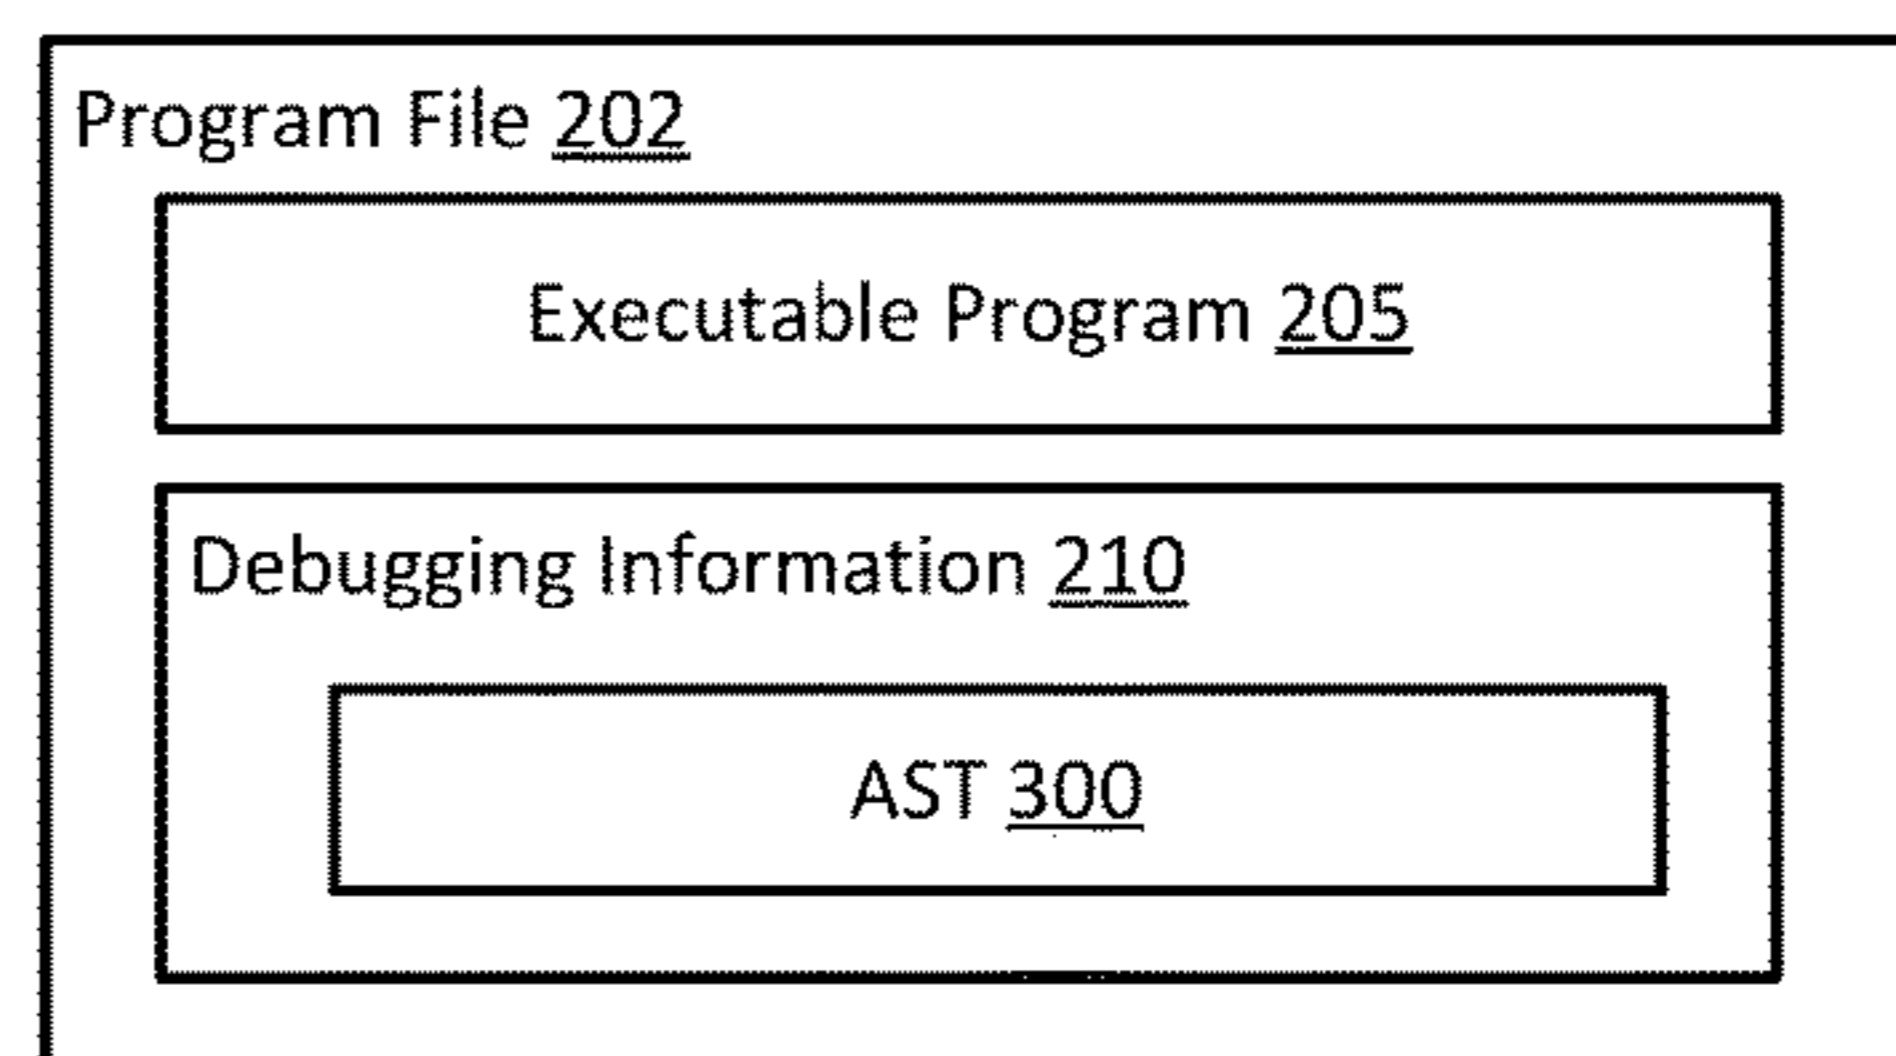 Program File 202
Executable Program 205
Debugging Information 210
AST 300